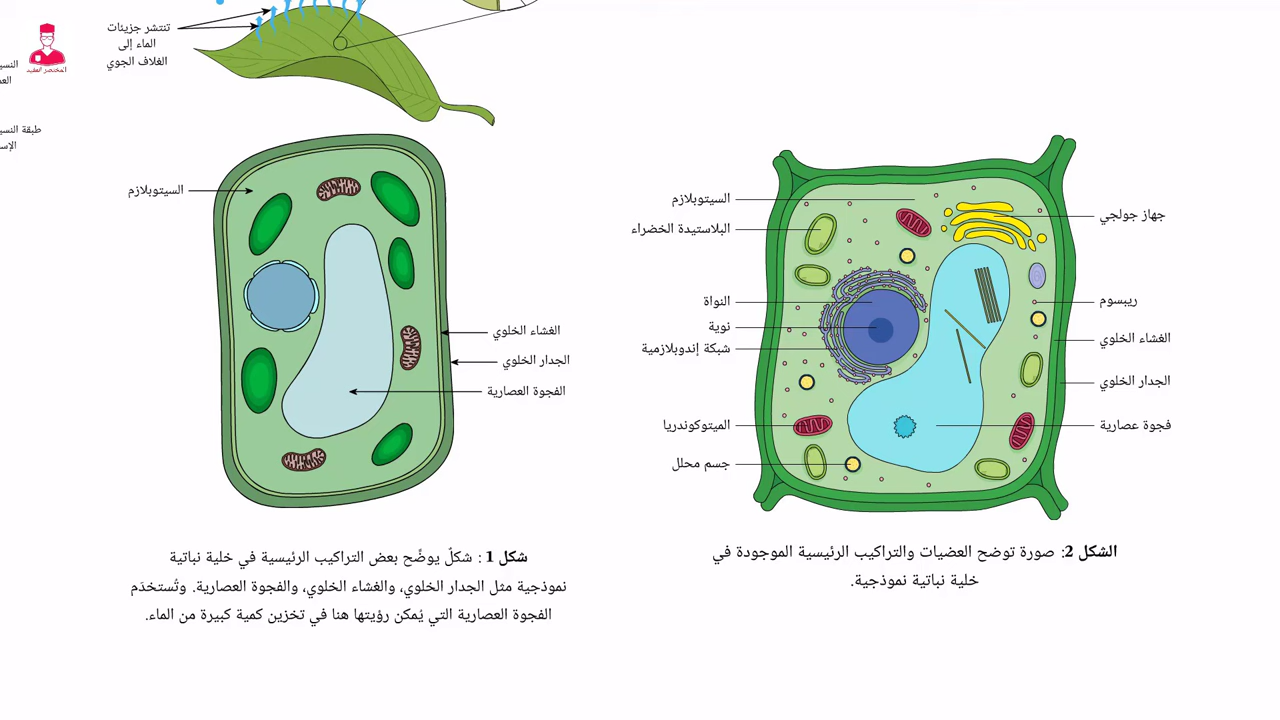 المختصر المفيد
تنتشر جزيئات
الماء إلى
الغلاف الجوي
طبقة النسي
السيتوبلازم
الغشاء الخلوي
الجدار الخلوي
الفجوة العصارية
شكل 1 : شكلٌ يوضِّح بعض التراكيب الرئيسية في خلية نباتية
نموذجية مثل الجدار الخلوي، والغشاء الخلوي، والفجوة العصارية. وتُستخدَم
الفجوة العصارية التي يُمكن رؤيتها هنا في تخزين كمية كبيرة من الماء.
السيتوبلازم
البلاستيدة الخضراء
النواة
نوية
شبكة إندوبلازمية
الميتوكوندريا
جسم محلل
جهاز جولجي
ريبسوم
الغشاء الخلوي
الجدار الخلوي
فجوة عصارية
الشكل 2: صورة توضح العضيات والتراكيب الرئيسية الموجودة في
خلية نباتية نموذجية.